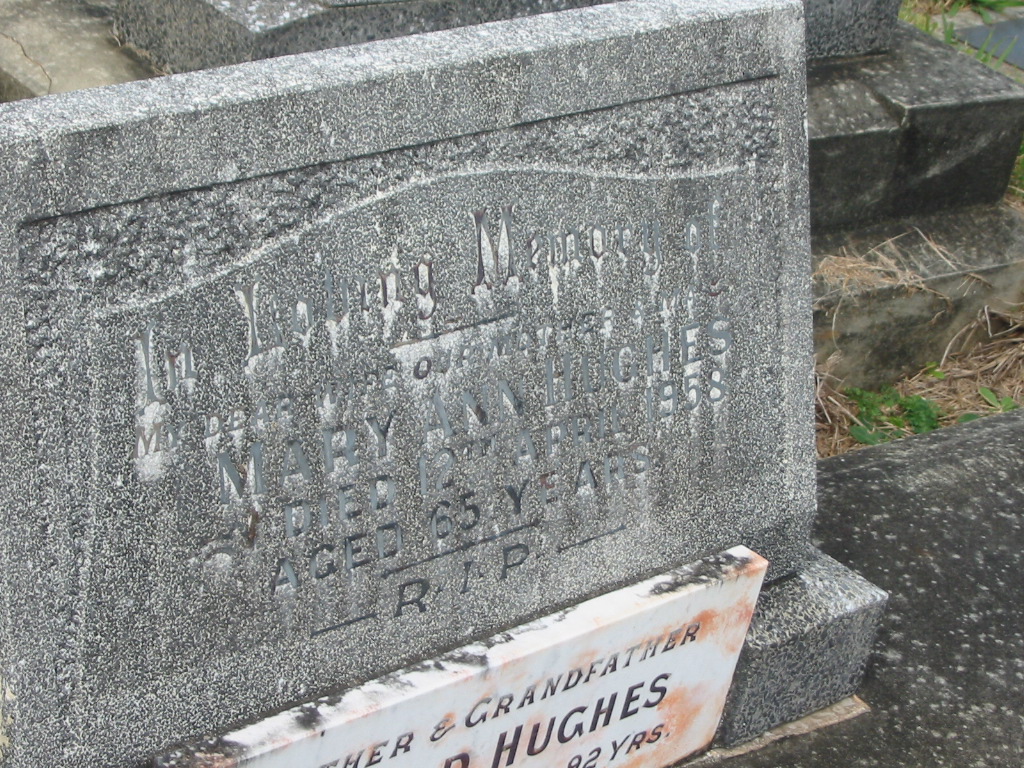 In Loving Memory of
MY DEAR WIFE OUR MOTHER & M
MARY ANN HUGHES
DIED 12TH APRIL 1958
AGED 65 YEARS
R.I.P
THER & GRANDFATHER
D HUGHES
92 YRS.